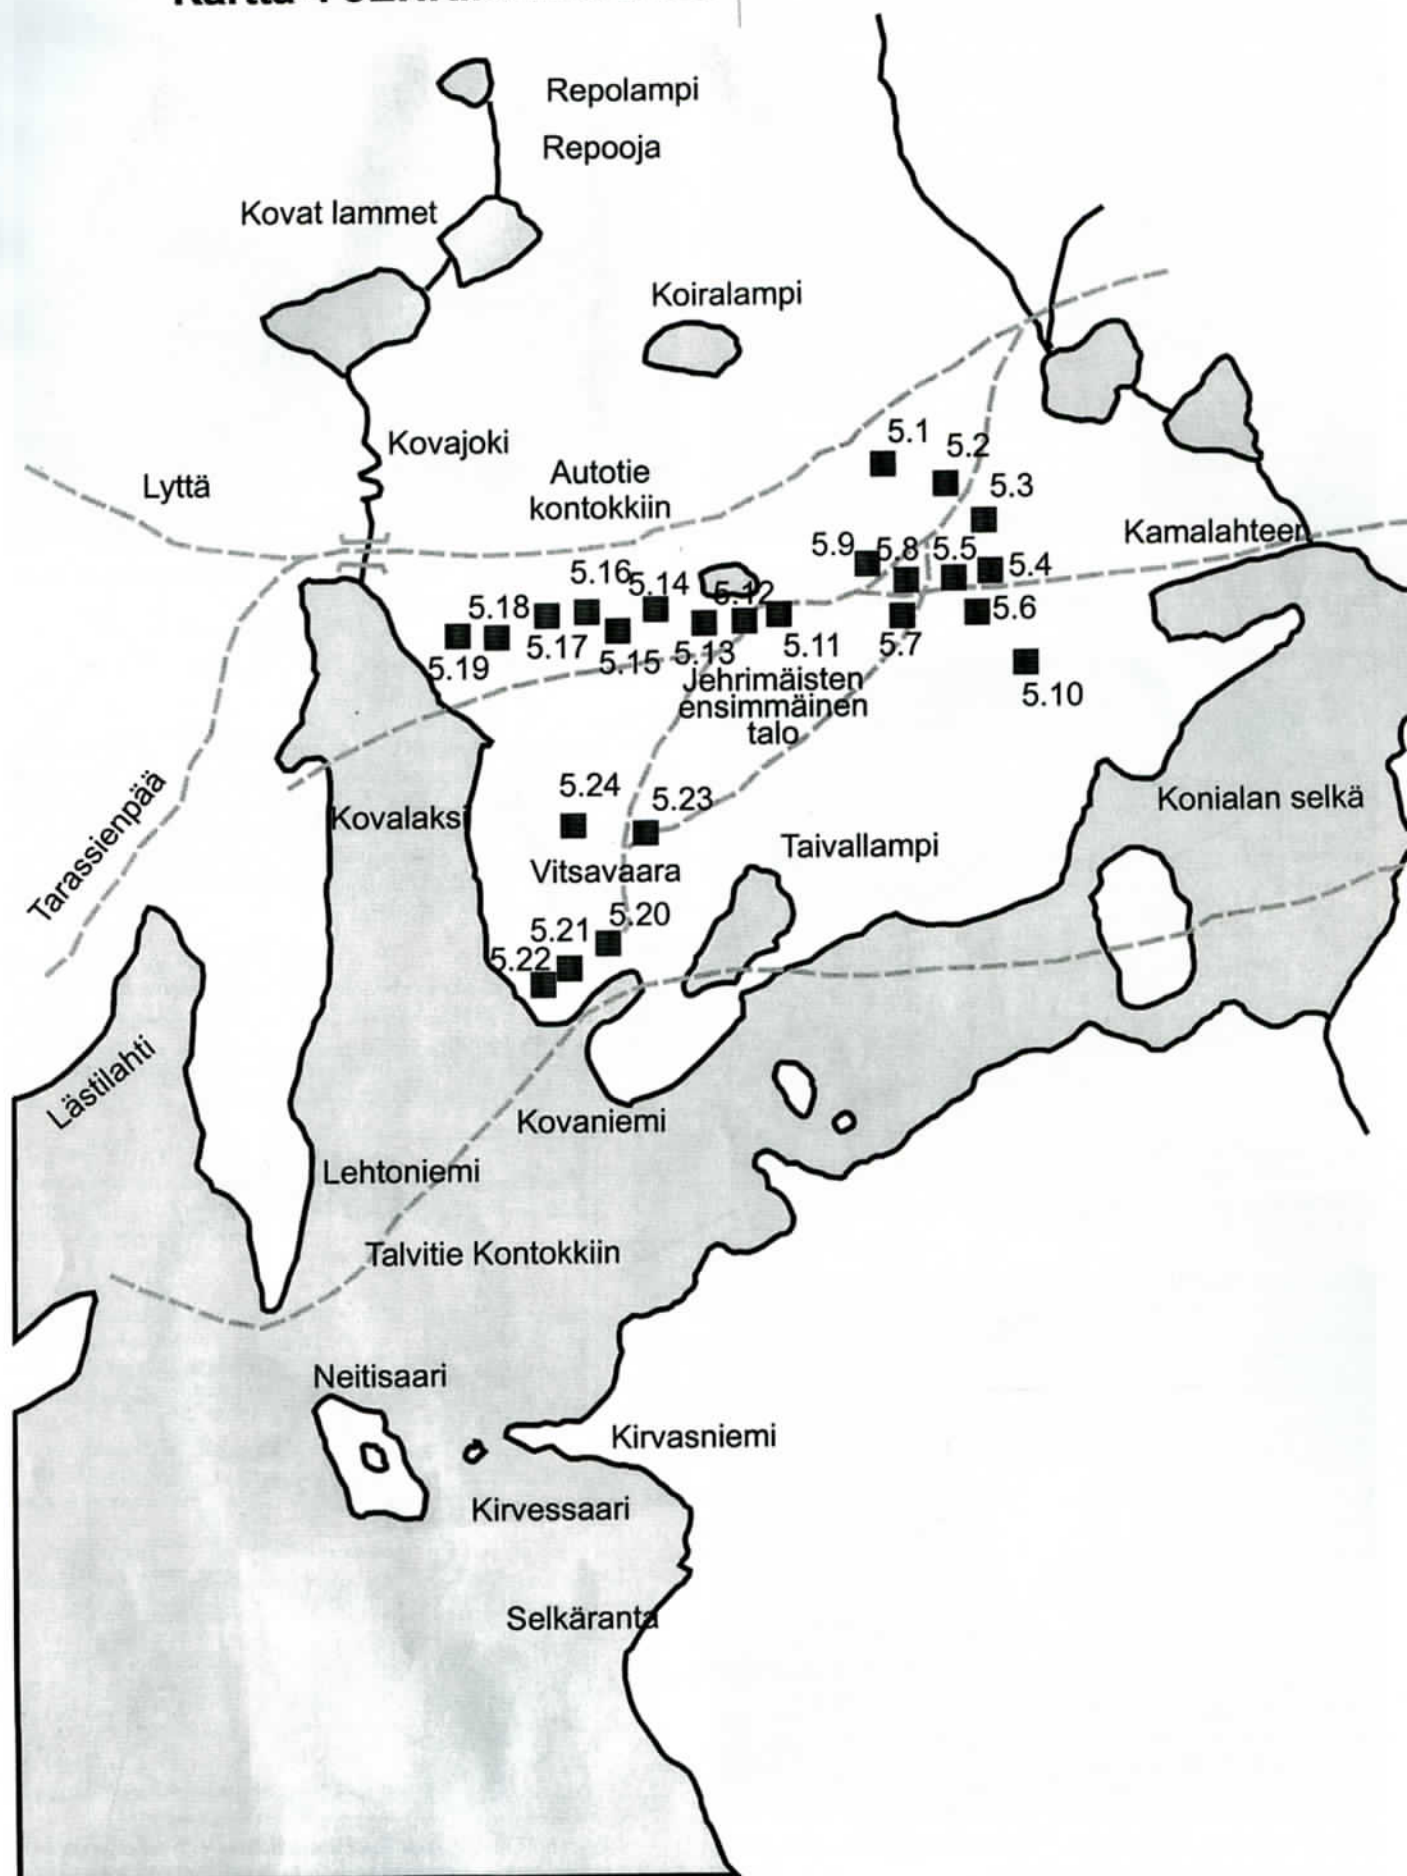 Kartta
Repolampi
Repooja
Kovat lammet
Koiralampi
Kovajoki
Lyttä
Autotie
kontokkiin
5.1
5.2
5.3
Kamalahteen
5.9
5.8
5.5
5.4
5.16
5.14
5.12
5.18
5.6
5.17
5.15
5.13
5.11
5.7
5.19
Jehrimäisten
ensimmäinen
talo
5.10
Tarassienpää
5.24
5.23
Kovalaksi
Konialan selkä
Vitsavaara
Taivallampi
5.20
5.21
5.22
Lästilahti
Kovaniemi
Lehtoniemi
Talvitie Kontokkiin
Neitisaari
Kirvasniemi
Kirvessaari
Selkäranta